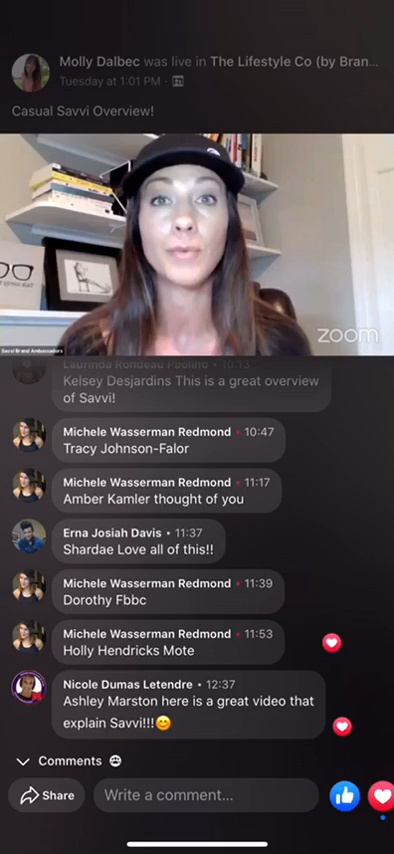 Molly Dalbec was live in The Lifestyle Co (by Bran...
Tuesday at 1:01 PM ·
Casual Savvi Overview!
zoom
Savvi Brand Ambassadors
Laurinda Rondeau • 10:13
Kelsey Desjardins This is a great overview
of Savvi!
Michele Wasserman Redmond • 10:47
Tracy Johnson-Falor
Michele Wasserman Redmond • 11:17
Amber Kamler thought of you
Erna Josiah Davis • 11:37
Shardae Love all of this!!
Michele Wasserman Redmond • 11:39
Dorothy Fbbc
Michele Wasserman Redmond • 11:53
Holly Hendricks Mote
Nicole Dumas Letendre • 12:37
Ashley Marston here is a great video that
explain Savvi!!!😊
Comments
Share
Write a comment...